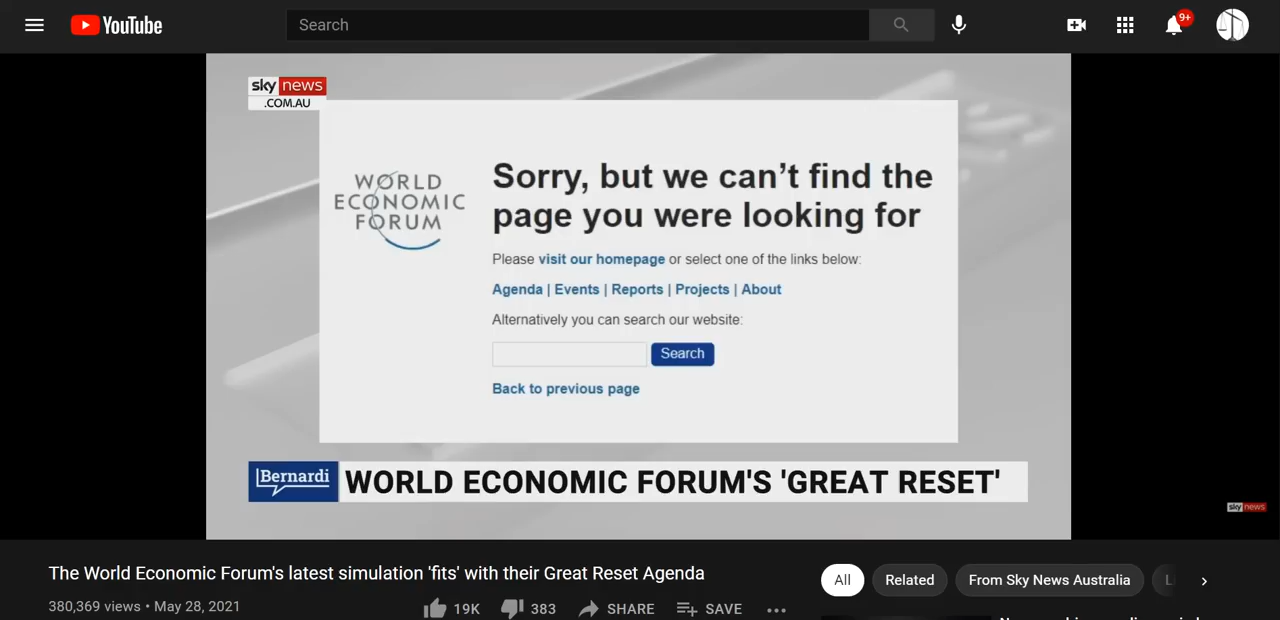 YouTube
Search
9+
sky news
.COM.AU
WORLD
ECONOMIC
FORUM
Sorry, but we can't find the
page you were looking for
Please visit our homepage or select one of the links below:
Agenda | Events | Reports | Projects | About
Alternatively you can search our website:
Search
Back to previous page
Bernardi
WORLD ECONOMIC FORUM'S 'GREAT RESET'
sky news
The World Economic Forum's latest simulation 'fits' with their Great Reset Agenda
380,369 views • May 28, 2021
19K
383
SHARE
SAVE
All
Related
From Sky News Australia